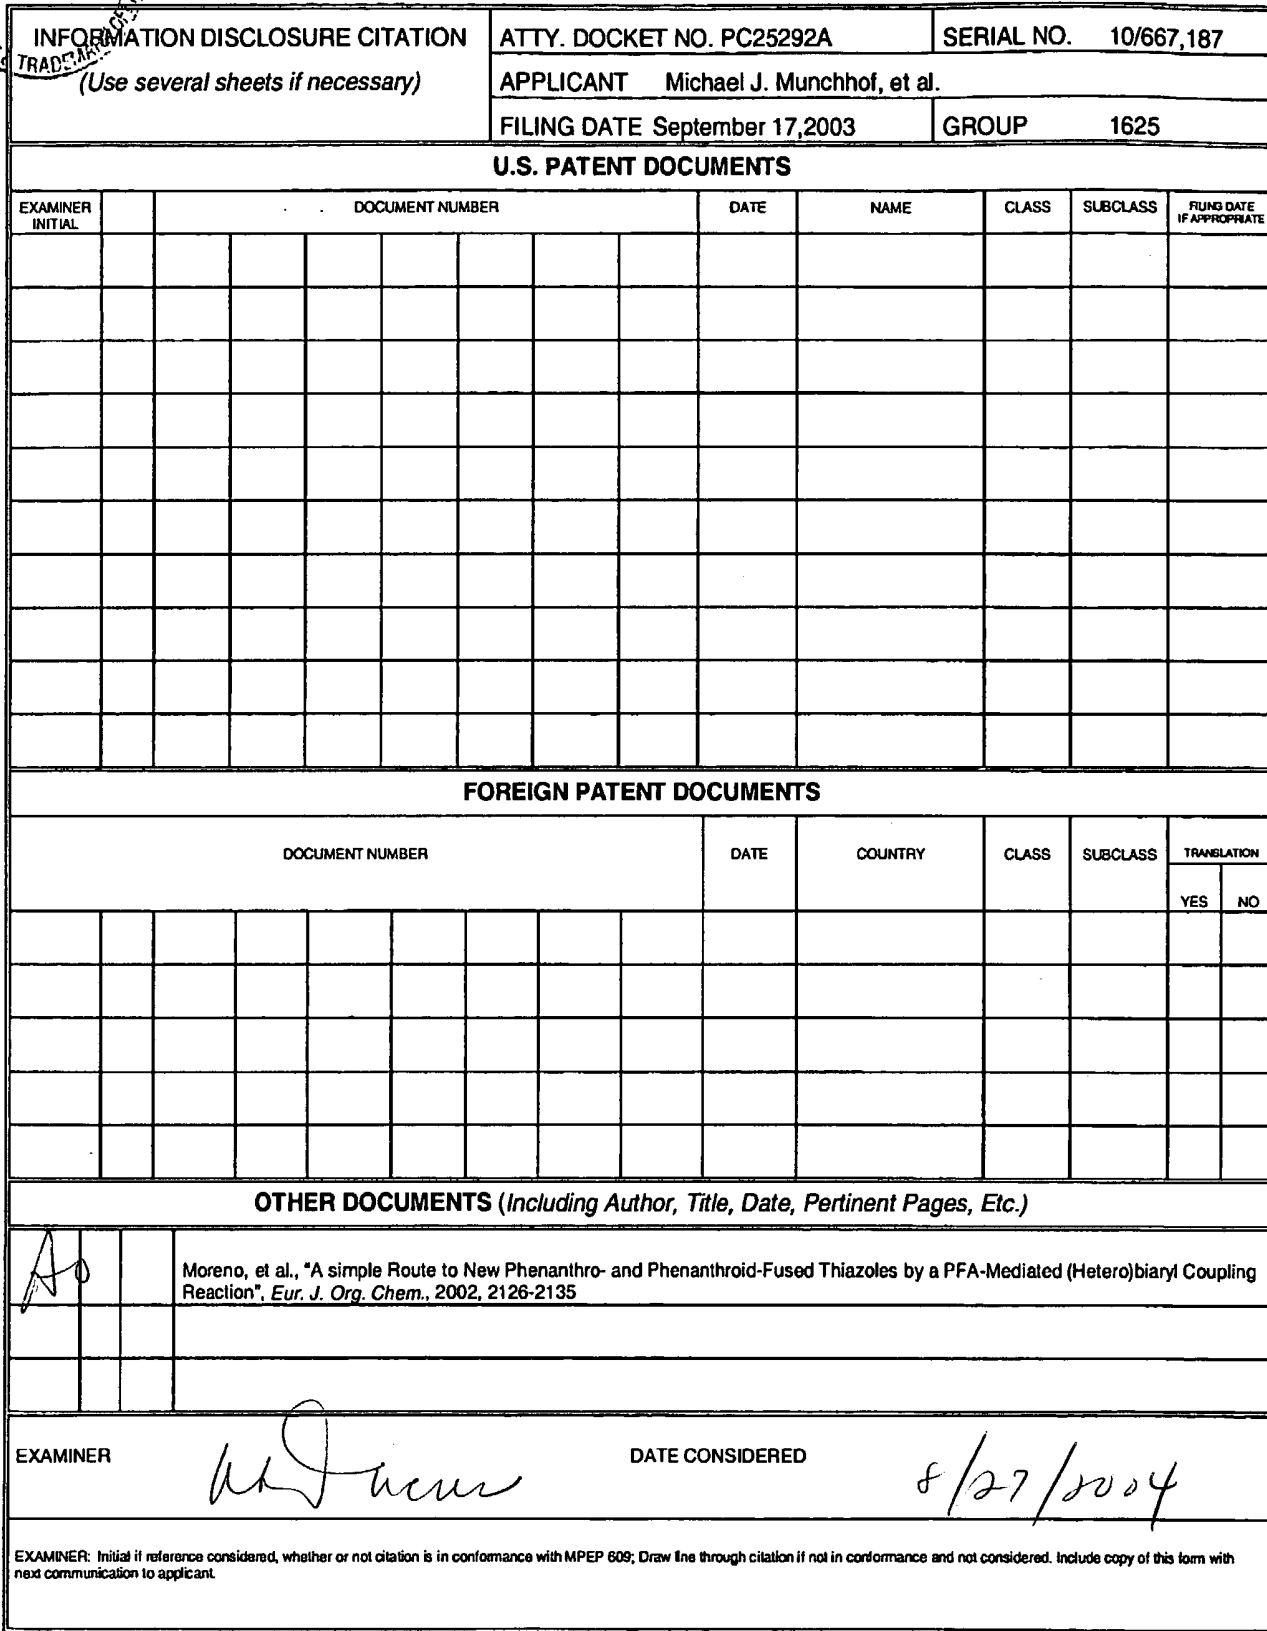 INFORMATION DISCLOSURE CITATION
(Use several sheets if necessary)
TRADEMARK
ATTY. DOCKET NO. PC25292A
SERIAL NO. 10/667,187
APPLICANT Michael J. Munchhof, et al.
FILING DATE September 17,2003
GROUP 1625
U.S. PATENT DOCUMENTS
EXAMINER INITIAL
DOCUMENT NUMBER
DATE
NAME
CLASS
SUBCLASS
FILING DATE IF APPROPRIATE
FOREIGN PATENT DOCUMENTS
DOCUMENT NUMBER
DATE
COUNTRY
CLASS
SUBCLASS
TRANSLATION
YES
NO
OTHER DOCUMENTS (Including Author, Title, Date, Pertinent Pages, Etc.)
Moreno, et al., "A simple Route to New Phenanthro- and Phenanthroid-Fused Thiazoles by a PFA-Mediated (Hetero)biaryl Coupling
Reaction", Eur. J. Org. Chem., 2002, 2126-2135
EXAMINER
DATE CONSIDERED
8/27/2004
EXAMINER: Initial if reference considered, whether or not citation is in conformance with MPEP 609; Draw line through citation if not in conformance and not considered. Include copy of this form with
next communication to applicant.